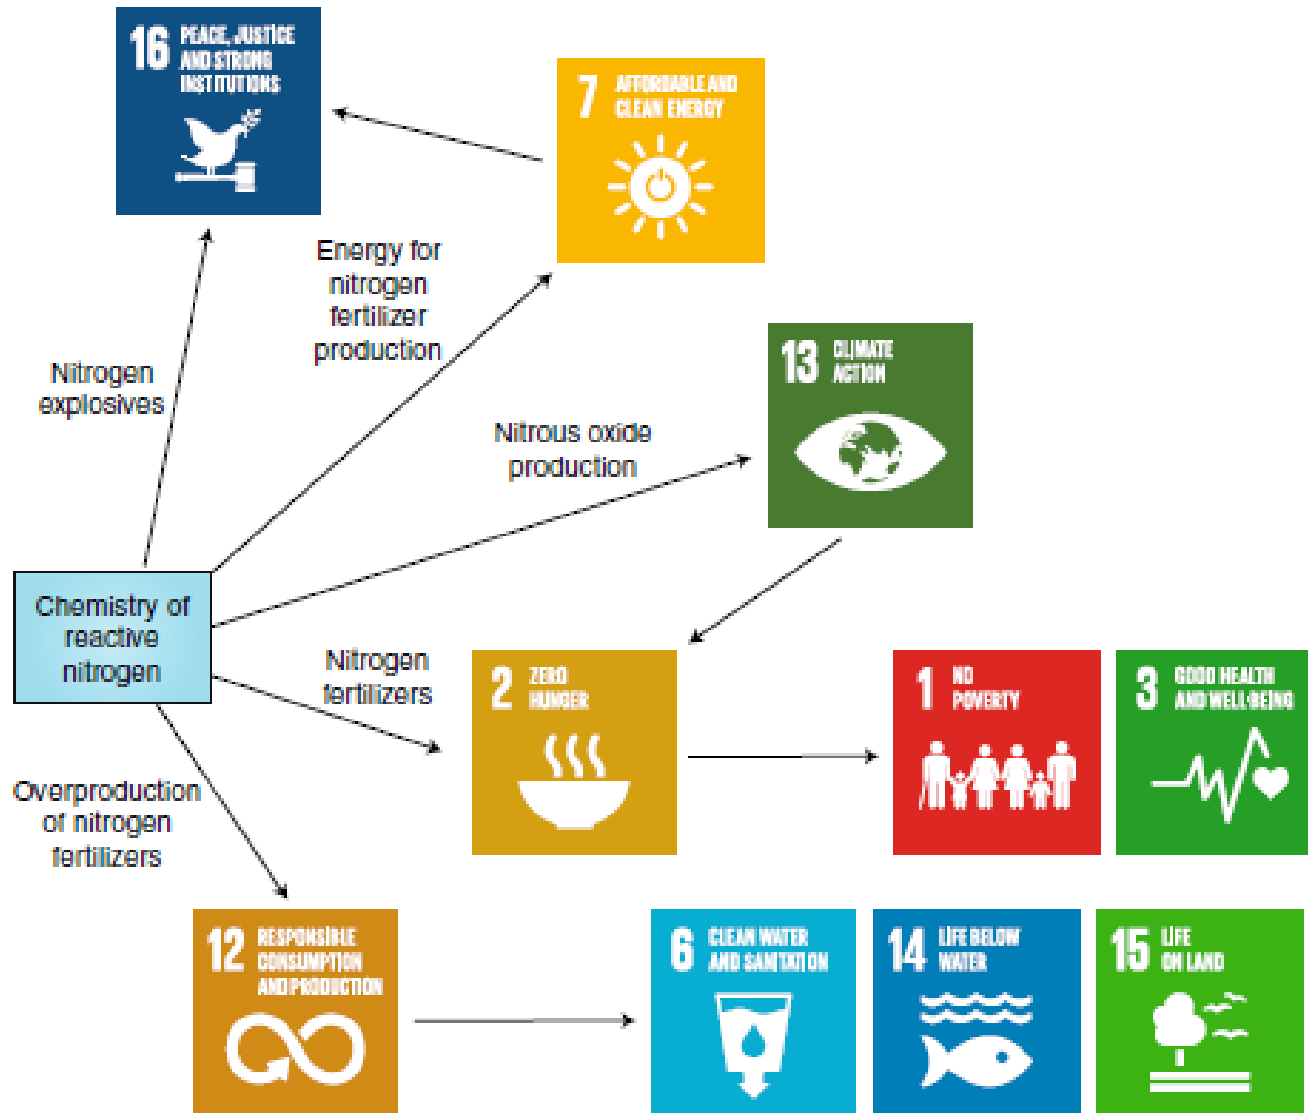 16 PEACE, JUSTICE
AND STRONG
INSTITUTIONS
7 AFFORDABLE AND
CLEAN ENERGY
Energy for
nitrogen
fertilizer
production
Nitrogen
explosives
13 CLIMATE
ACTION
Nitrous oxide
production
Chemistry of
reactive
nitrogen
Nitrogen
fertilizers
2 ZERO
HUNGER
1 NO
POVERTY
3 GOOD HEALTH
AND WELL-BEING
Overproduction
of nitrogen
fertilizers
12 RESPONSIBLE
CONSUMPTION
AND PRODUCTION
6 CLEAN WATER
AND SANITATION
14 LIFE BELOW
WATER
15 LIFE
ON LAND